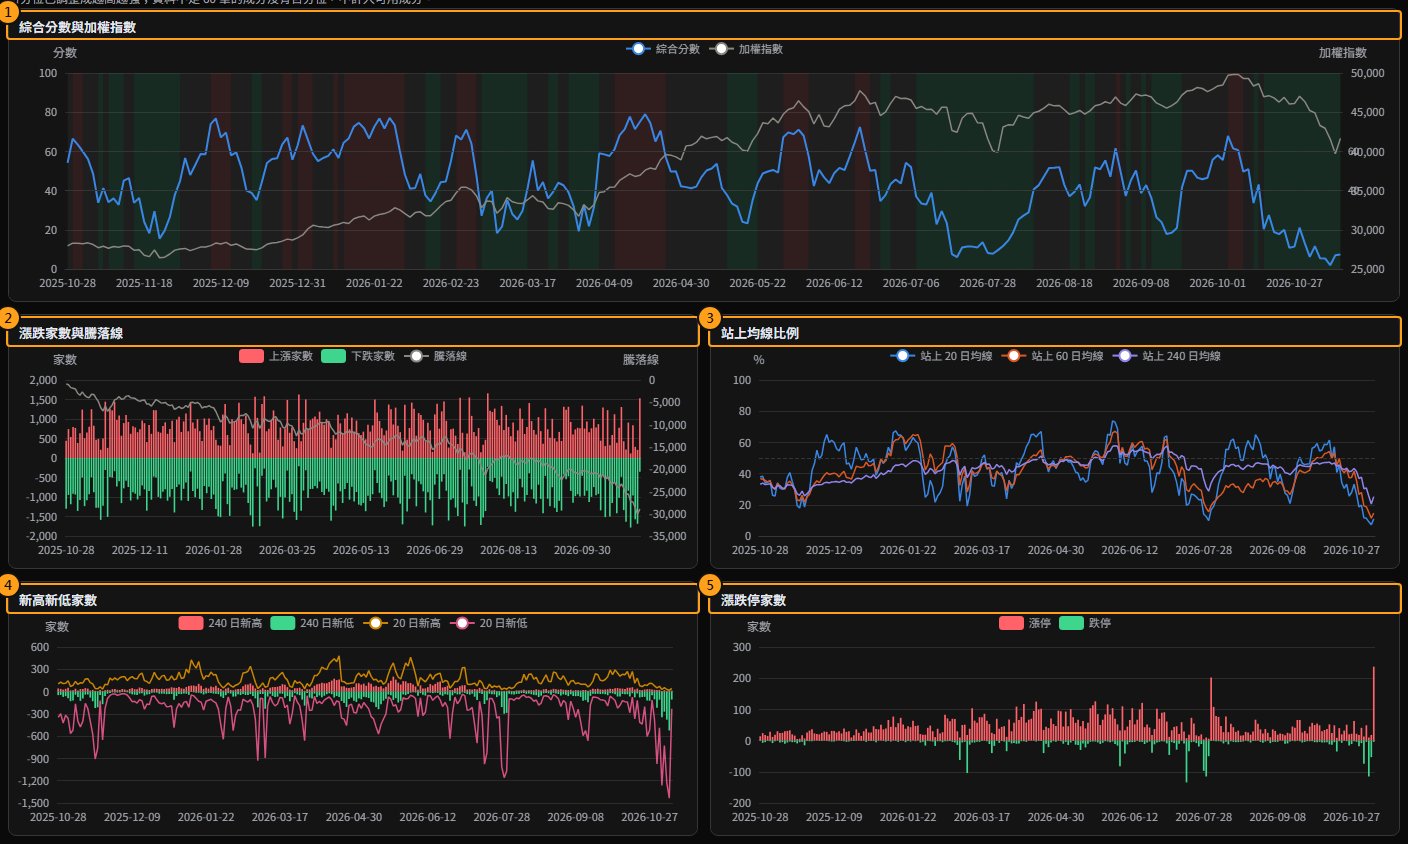 1
綜合分數與加權指數
分數
綜合分數 加權指數
加權指數
100 50,000
80 45,000
60 40,000
40
20 30,000
0 25,000
2025-10-28 2025-11-18 2025-12-09 2025-12-31 2026-01-22 2026-02-23 2026-03-17 2026-04-09 2026-04-30 2026-05-22 2026-06-12 2026-07-06 2026-07-28 2026-08-18 2026-09-08 2026-10-01 2026-10-27
2
漲跌家數與騰落線
家數
上漲家數 下跌家數 騰落線
騰落線
2,000 0
1,500 -5,000
1,000 -10,000
500 -15,000
0 -20,000
-500 -25,000
-1,000 -30,000
-1,500 -35,000
-2,000
2025-10-28 2025-12-11 2026-01-28 2026-03-25 2026-05-13 2026-06-29 2026-08-13 2026-09-30
3
站上均線比例
%
站上 20 日均線 站上 60 日均線 站上 240 日均線
100
80
60
40
20
0
2025-10-28 2025-12-09 2026-01-22 2026-03-17 2026-04-30 2026-06-12 2026-07-28 2026-09-08 2026-10-27
4
新高新低家數
家數
240 日新高 240 日新低 20 日新高 20 日新低
600
300
0
-300
-600
-900
-1,200
-1,500
2025-10-28 2025-12-09 2026-01-22 2026-03-17 2026-04-30 2026-06-12 2026-07-28 2026-09-08 2026-10-27
5
漲跌停家數
家數
漲停 跌停
300
200
100
0
-100
-200
2025-10-28 2025-12-09 2026-01-22 2026-03-17 2026-04-30 2026-06-12 2026-07-28 2026-09-08 2026-10-27